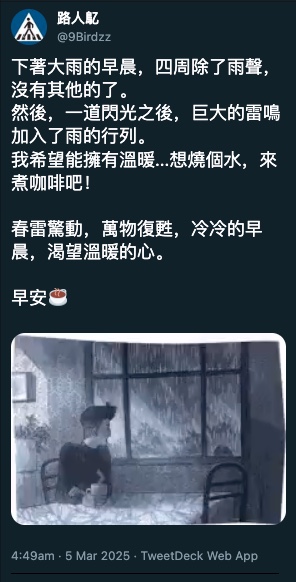 路人
@9Birdzz
下著大雨的早晨，四周除了雨聲，
沒有其他的了。
然後，一道閃光之後，巨大的雷鳴
加入了雨的行列。
我希望能擁有溫暖...想燒個水，來
煮咖啡吧！
春雷驚動，萬物復甦，冷冷的早
晨，渴望溫暖的心。
早安☕
4:49am · 5 Mar 2025 · TweetDeck Web App